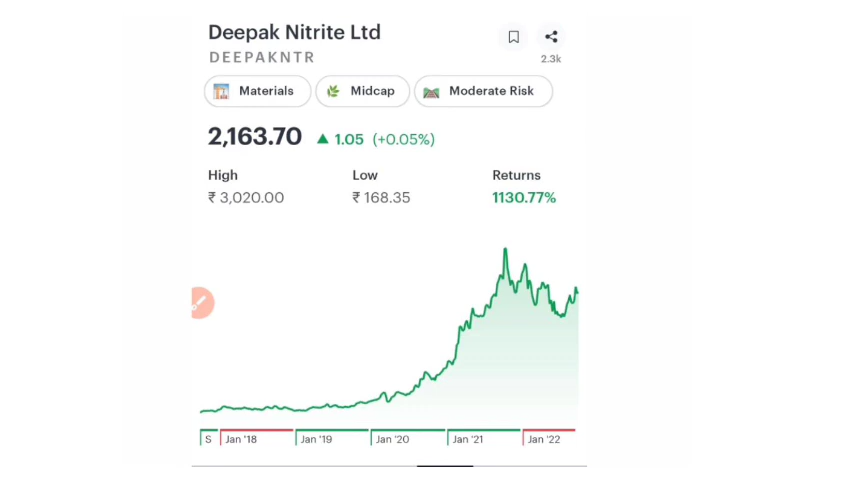 Deepak Nitrite Ltd
DEEPAKNTR
2.3k
Materials Midcap Moderate Risk
2,163.70 ▲ 1.05 (+0.05%)
High Low Returns
₹ 3,020.00 ₹ 168.35 1130.77%
S Jan '18 Jan '19 Jan '20 Jan '21 Jan '22